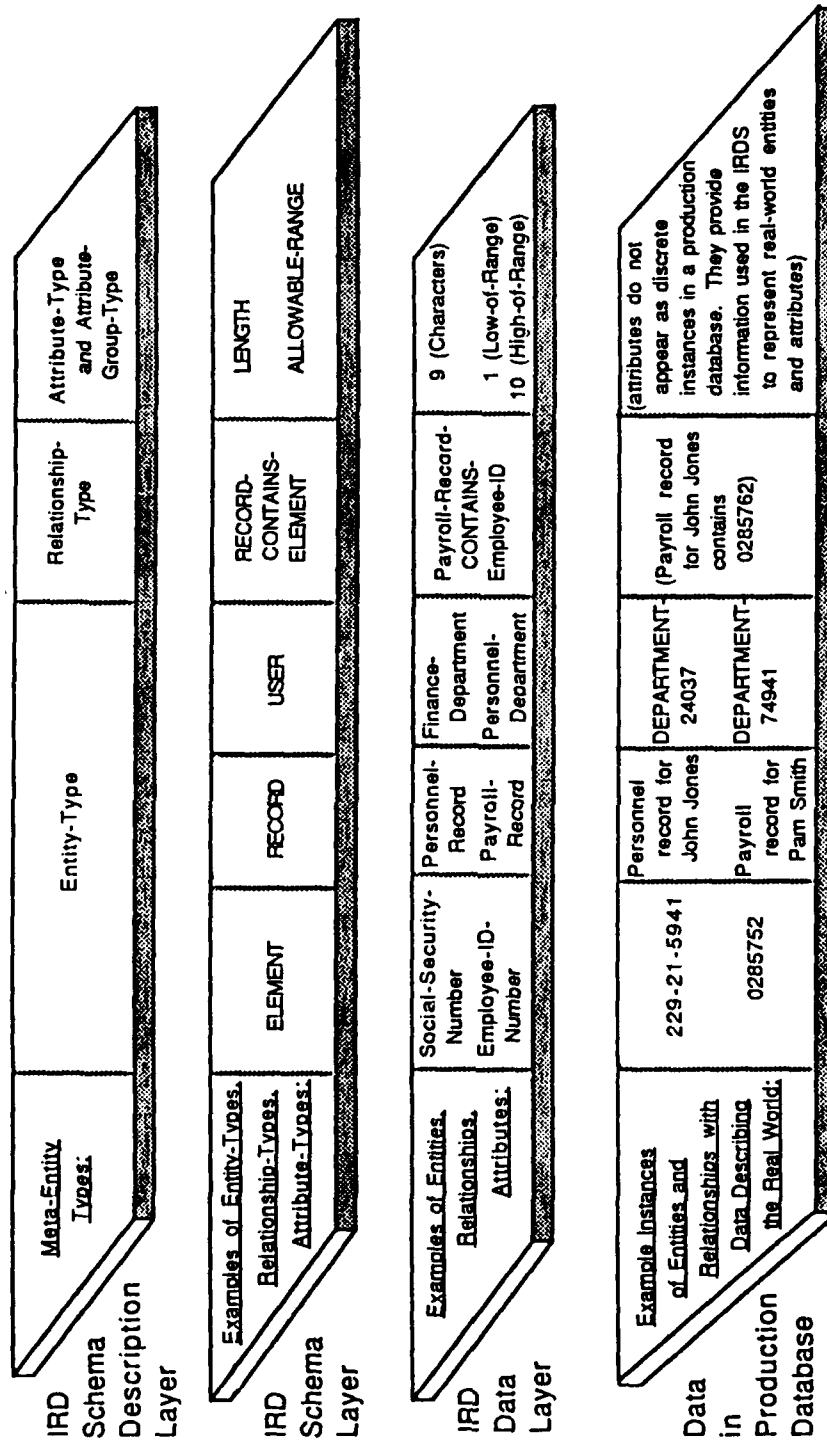 IRD
Schema
Description
Layer
Meta-Entity
Types:
Entity-Type
Relationship-
Type
Attribute-Type
and Attribute-
Group-Type
IRD
Schema
Layer
Examples of Entity-Types,
Relationship-Types,
Attribute-Types:
ELEMENT
RECORD
USER
RECORD-
CONTAINS-
ELEMENT
LENGTH
ALLOWABLE-RANGE
IRD
Data
Layer
Examples of Entities,
Relationships,
Attributes:
Social-Security-
Number
Employee-ID-
Number
Personnel-
Record
Payroll-
Record
Finance-
Department
Personnel-
Department
Payroll-Record-
CONTAINS-
Employee-ID
9 (Characters)
1 (Low-of-Range)
10 (High-of-Range)
Data
in
Production
Database
Example Instances
of Entities and
Relationships with
Data Describing
the Real World:
229-21-5941
0285752
Personnel
record for
John Jones
Payroll
record for
Pam Smith
DEPARTMENT-
24037
DEPARTMENT-
74941
(Payroll record
for John Jones
contains
0285762)
(attributes do not
appear as discrete
instances in a production
database. They provide
information used in the IRDS
to represent real-world entities
and attributes)